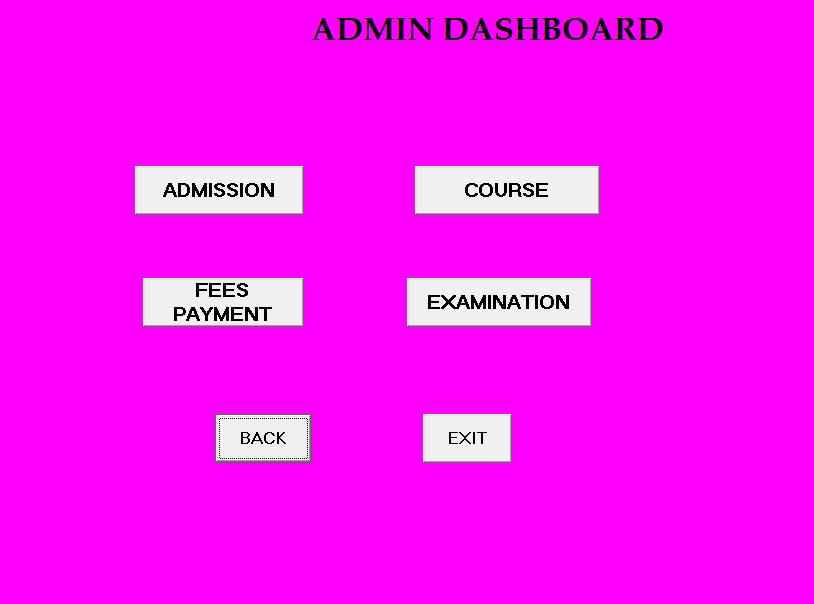 ADMIN DASHBOARD
ADMISSION
COURSE
FEES
PAYMENT
EXAMINATION
BACK
EXIT